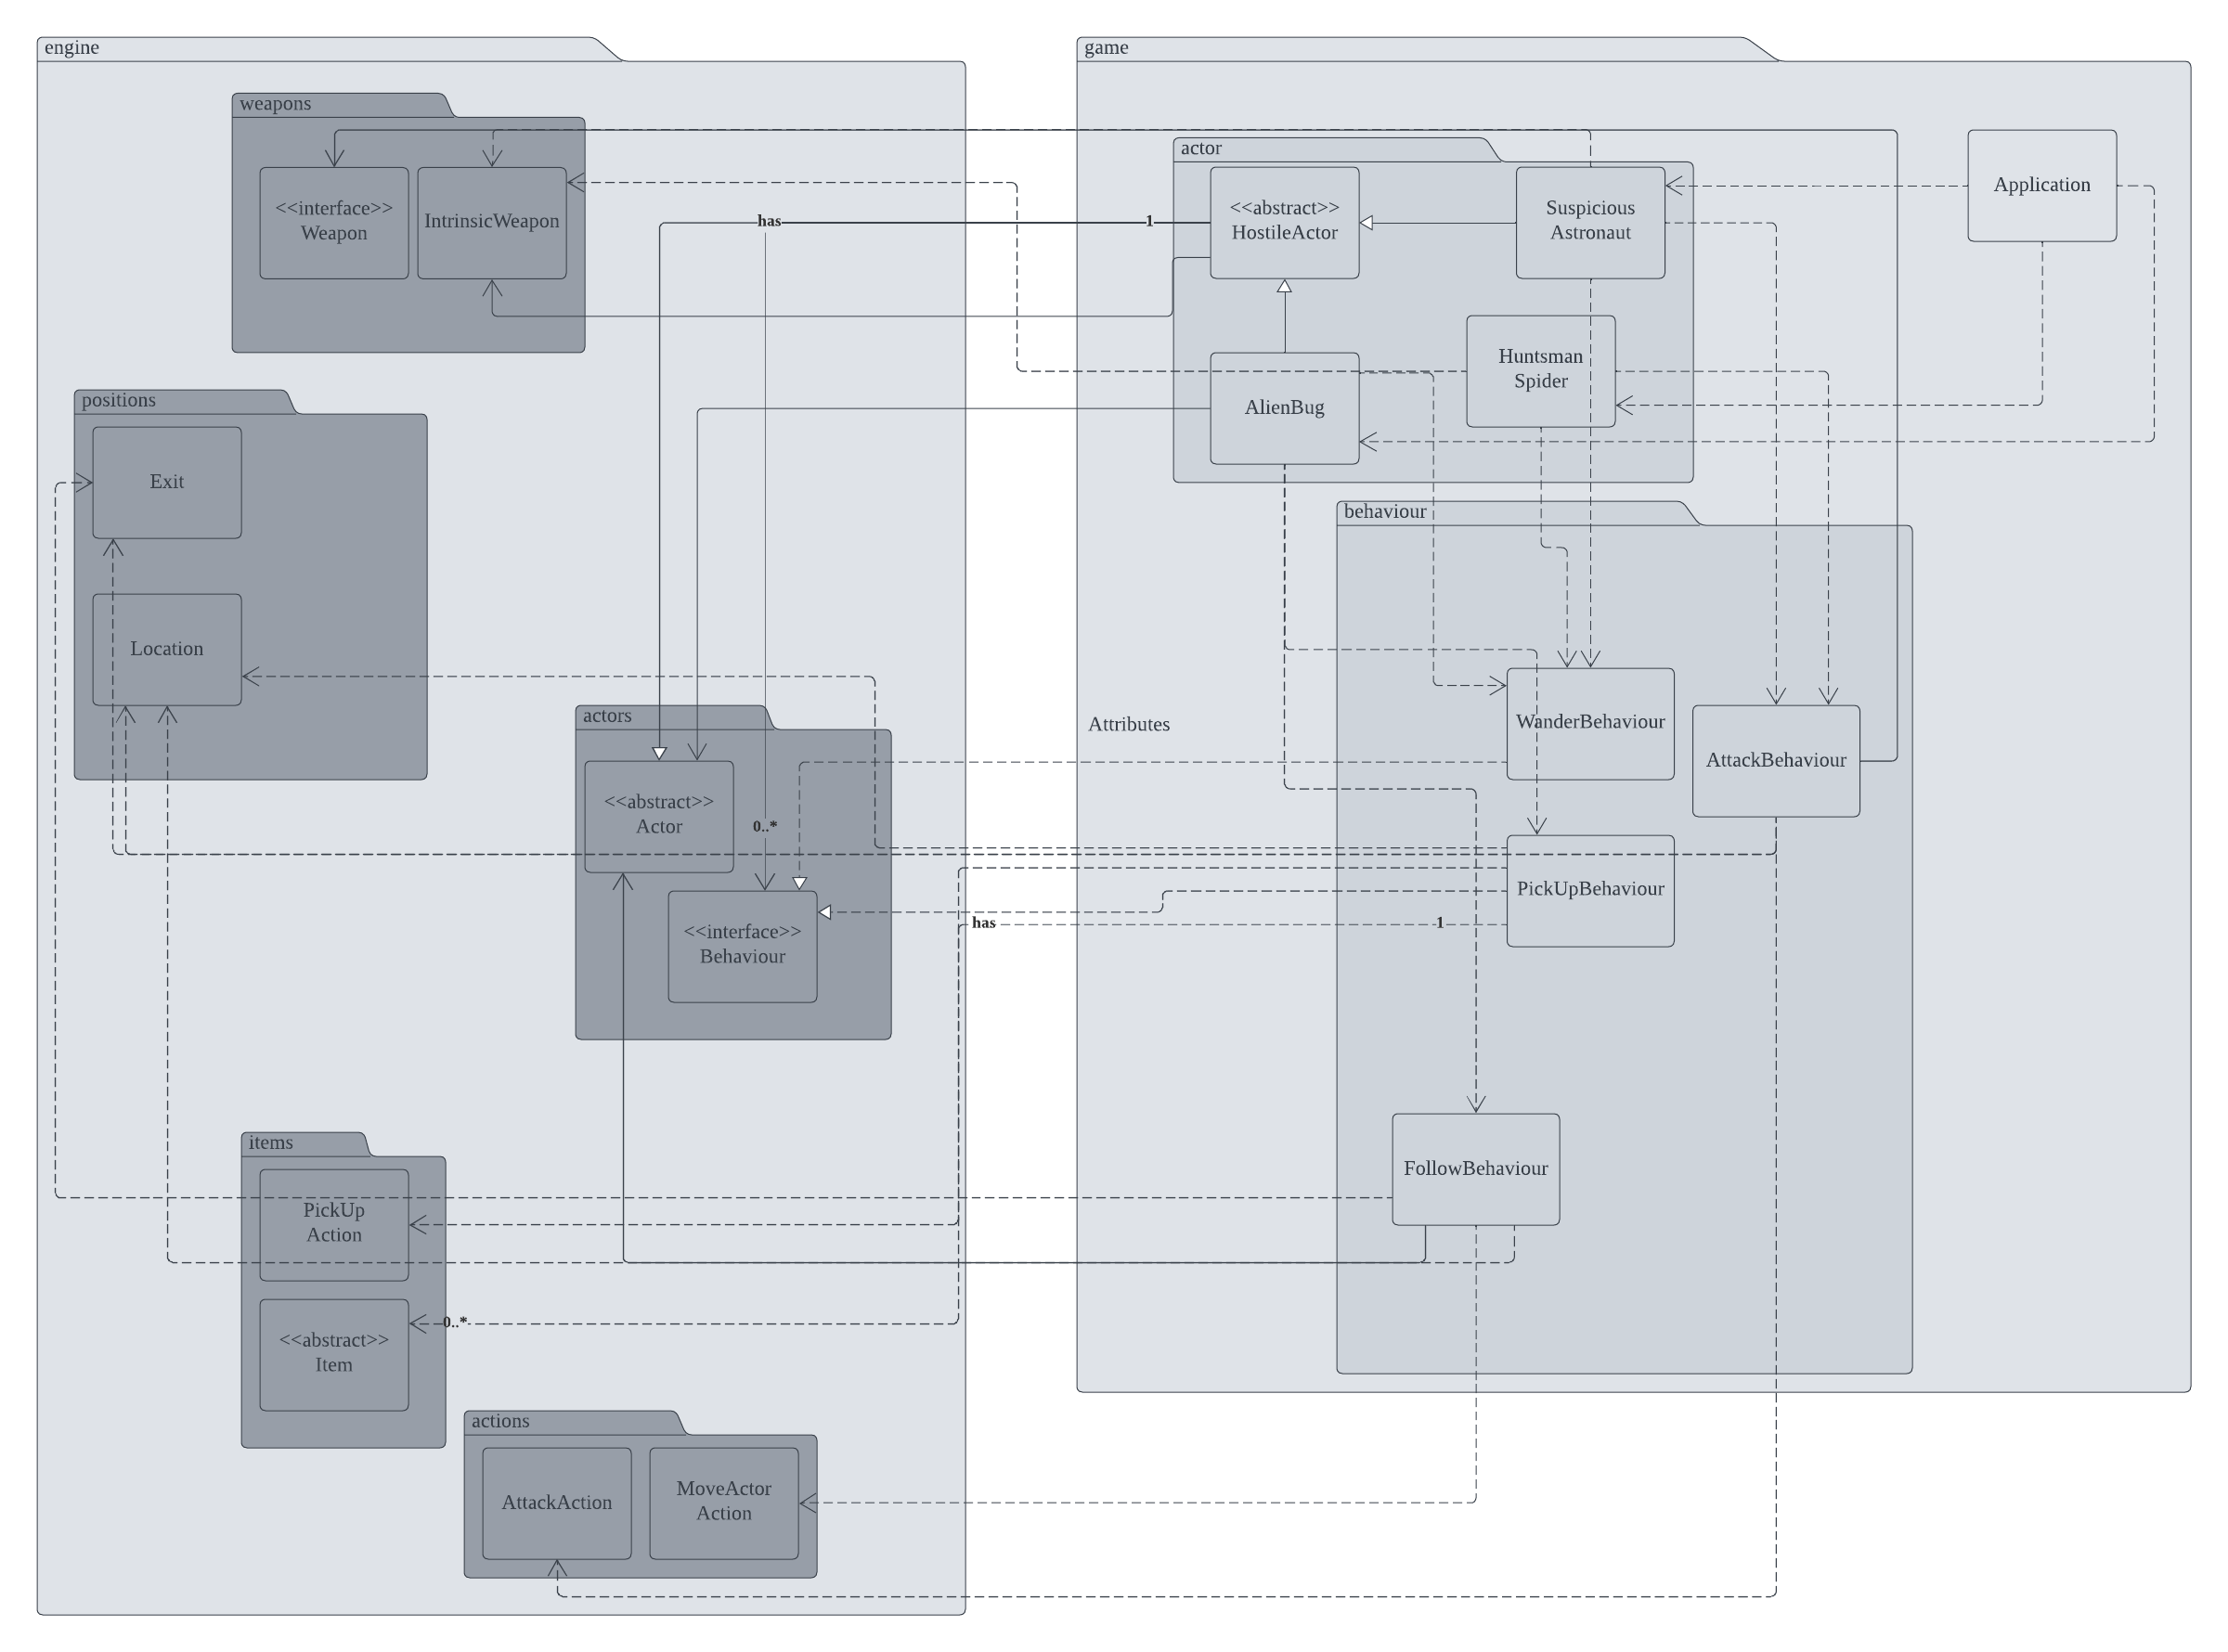 engine
game
weapons
actor
<<interface>>
Weapon
IntrinsicWeapon
<<abstract>>
HostileActor
Suspicious
Astronaut
Application
has
1
Huntsman
Spider
AlienBug
positions
Exit
Location
behaviour
Attributes
WanderBehaviour
AttackBehaviour
actors
<<abstract>>
Actor
0..*
<<interface>>
Behaviour
PickUpBehaviour
has
1
FollowBehaviour
items
PickUp
Action
<<abstract>>
Item
0..*
actions
AttackAction
MoveActor
Action